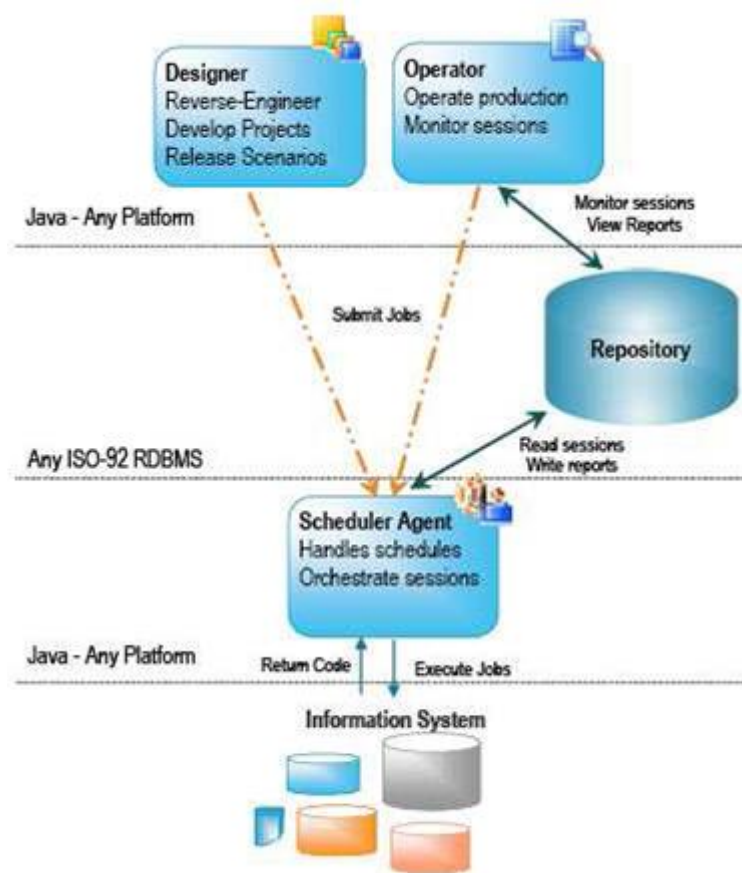 Designer
Reverse-Engineer
Develop Projects
Release Scenarios
Operator
Operate production
Monitor sessions
Java - Any Platform
Monitor sessions
View Reports
Submit Jobs
Repository
Any ISO-92 RDBMS
Read sessions
Write reports
Scheduler Agent
Handles schedules
Orchestrate sessions
Java - Any Platform
Return Code
Execute Jobs
Information System